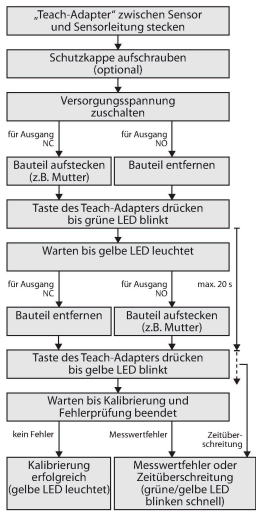 „Teach-Adapter“ zwischen Sensor
und Sensorleitung stecken
Schutzkappe aufschrauben
(optional)
Versorgungsspannung
zuschalten
für Ausgang
NC
für Ausgang
NO
Bauteil aufstecken
(z.B. Mutter)
Bauteil entfernen
Taste des Teach-Adapters drücken
bis grüne LED blinkt
Warten bis gelbe LED leuchtet
für Ausgang
NC
für Ausgang
NO
max. 20 s
Bauteil entfernen
Bauteil aufstecken
(z.B. Mutter)
Taste des Teach-Adapters drücken
bis gelbe LED blinkt
Warten bis Kalibrierung und
Fehlerprüfung beendet
kein Fehler
Messwertfehler
Zeitüber-
schreitung
Kalibrierung
erfolgreich
(gelbe LED leuchtet)
Messwertfehler oder
Zeitüberschreitung
(grüne/gelbe LED
blinken schnell)